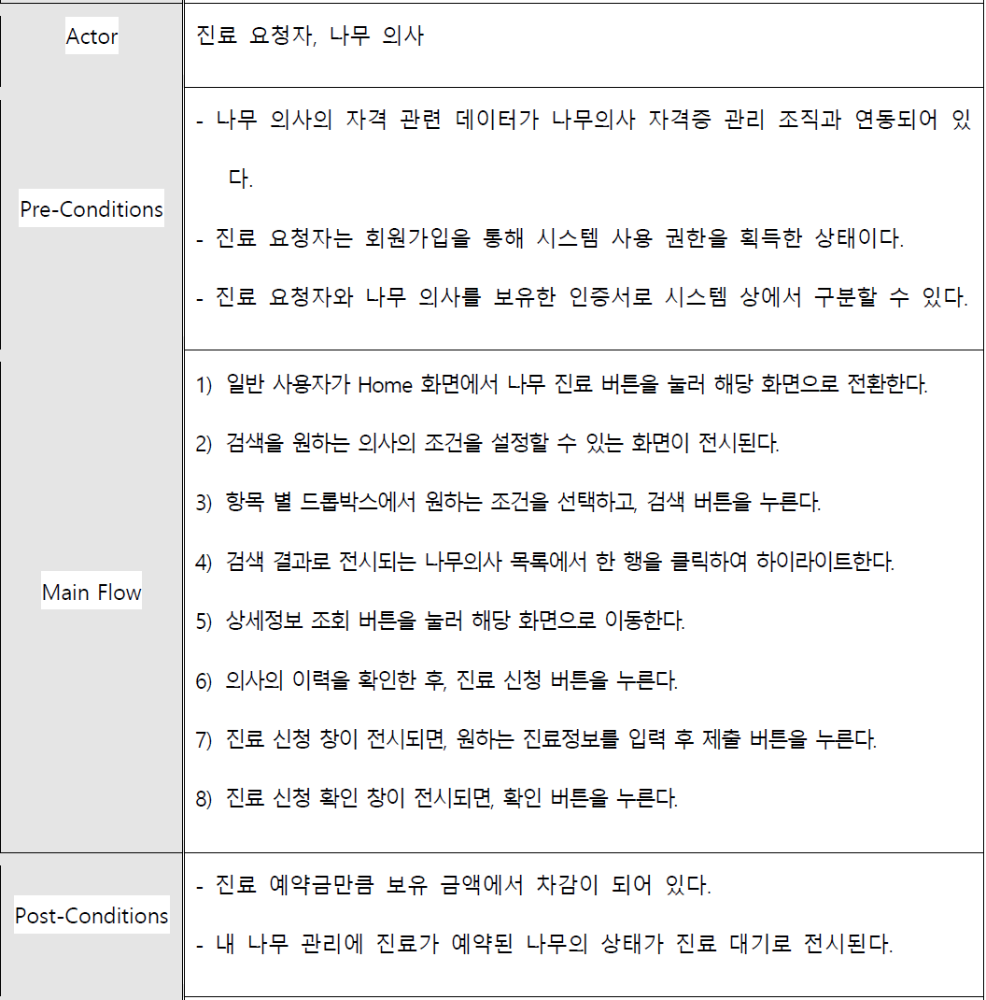 Actor
진료 요청자, 나무 의사
Pre-Conditions
- 나무 의사의 자격 관련 데이터가 나무의사 자격증 관리 조직과 연동되어 있
다.
- 진료 요청자는 회원가입을 통해 시스템 사용 권한을 획득한 상태이다.
- 진료 요청자와 나무 의사를 보유한 인증서로 시스템 상에서 구분할 수 있다.
Main Flow
1) 일반 사용자가 Home 화면에서 나무 진료 버튼을 눌러 해당 화면으로 전환한다.
2) 검색을 원하는 의사의 조건을 설정할 수 있는 화면이 전시된다.
3) 항목 별 드롭박스에서 원하는 조건을 선택하고, 검색 버튼을 누른다.
4) 검색 결과로 전시되는 나무의사 목록에서 한 행을 클릭하여 하이라이트한다.
5) 상세정보 조회 버튼을 눌러 해당 화면으로 이동한다.
6) 의사의 이력을 확인한 후, 진료 신청 버튼을 누른다.
7) 진료 신청 창이 전시되면, 원하는 진료정보를 입력 후 제출 버튼을 누른다.
8) 진료 신청 확인 창이 전시되면, 확인 버튼을 누른다.
Post-Conditions
- 진료 예약금만큼 보유 금액에서 차감이 되어 있다.
- 내 나무 관리에 진료가 예약된 나무의 상태가 진료 대기로 전시된다.